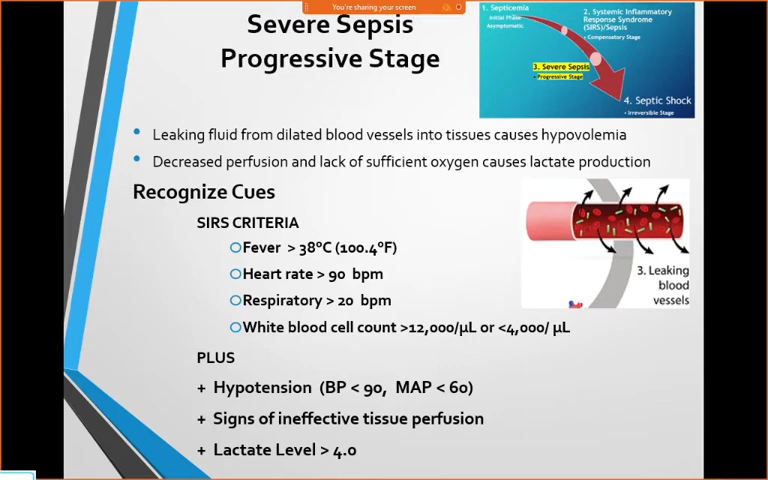 You're sharing your screen
Severe Sepsis
Progressive Stage
1. Septicemia
Initial Phase
Asymptomatic
2. Systemic Inflammatory
Response Syndrome
(SIRS)/Sepsis
• Compensatory Stage
3. Severe Sepsis
• Progressive Stage
4. Septic Shock
• Irreversible Stage
• Leaking fluid from dilated blood vessels into tissues causes hypovolemia
• Decreased perfusion and lack of sufficient oxygen causes lactate production
Recognize Cues
SIRS CRITERIA
○Fever > 38°C (100.4°F)
○Heart rate > 90 bpm
○Respiratory > 20 bpm
○White blood cell count >12,000/µL or <4,000/ µL
3. Leaking
blood
vessels
PLUS
+ Hypotension (BP < 90, MAP < 60)
+ Signs of ineffective tissue perfusion
+ Lactate Level > 4.0